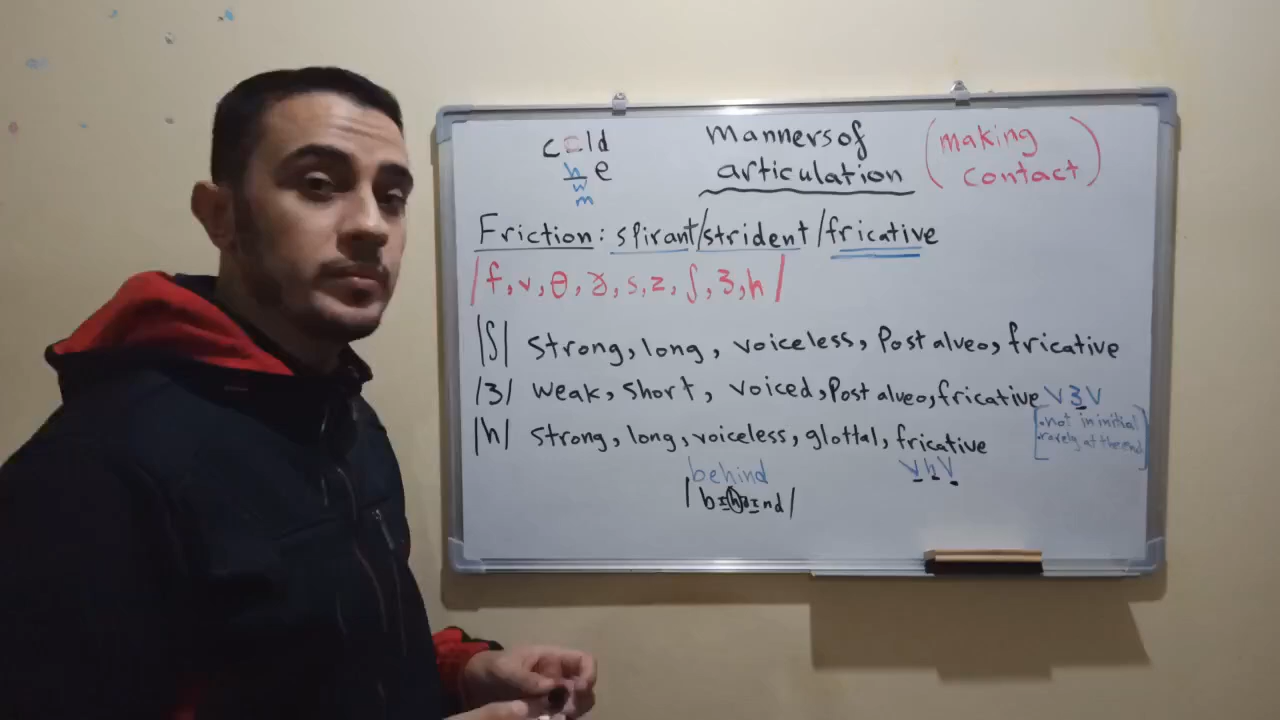 cold
he
w
m
Manners of
articulation
(making
contact)
Friction: spirant/strident/fricative
/f, v, θ, ð, s, z, ʃ, ʒ, h/
/ʃ/ strong, long, voiceless, Post alveo, fricative
/ʒ/ weak, short, voiced, Post alveo, fricative VʒV
[not in initial
rarely at the end]
/h/ strong, long, voiceless, glottal, fricative
behind
VhV
/bɪhaɪnd/